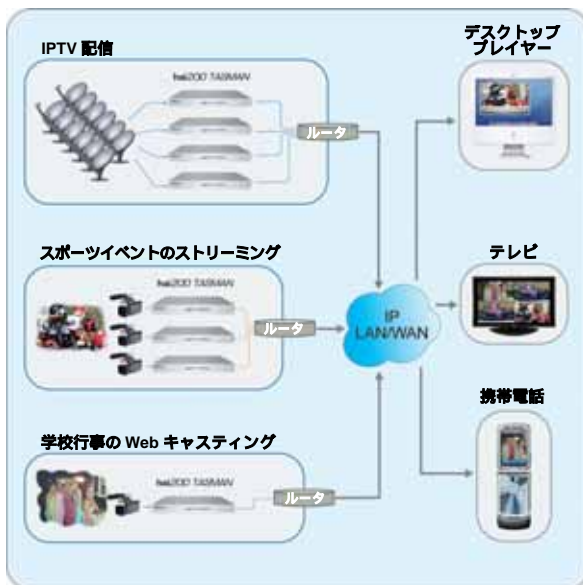 IPTV 配信
TASMAN
ルータ
スポーツイベントのストリーミング
TASMAN
ルータ
学校行事の Web キャスティング
TASMAN
ルータ
IP
LAN/WAN
デスクトップ
プレイヤー
テレビ
携帯電話